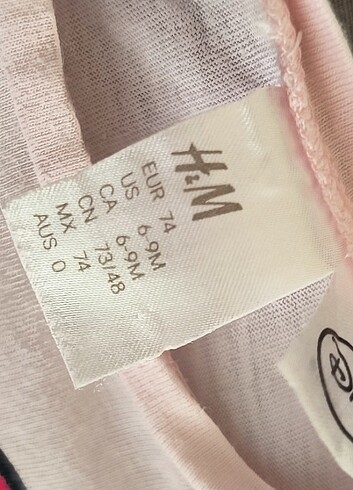 H&M
EUR 74
US 6-9M
CA 6-9M
CN 73/48
MX 74
AUS 0